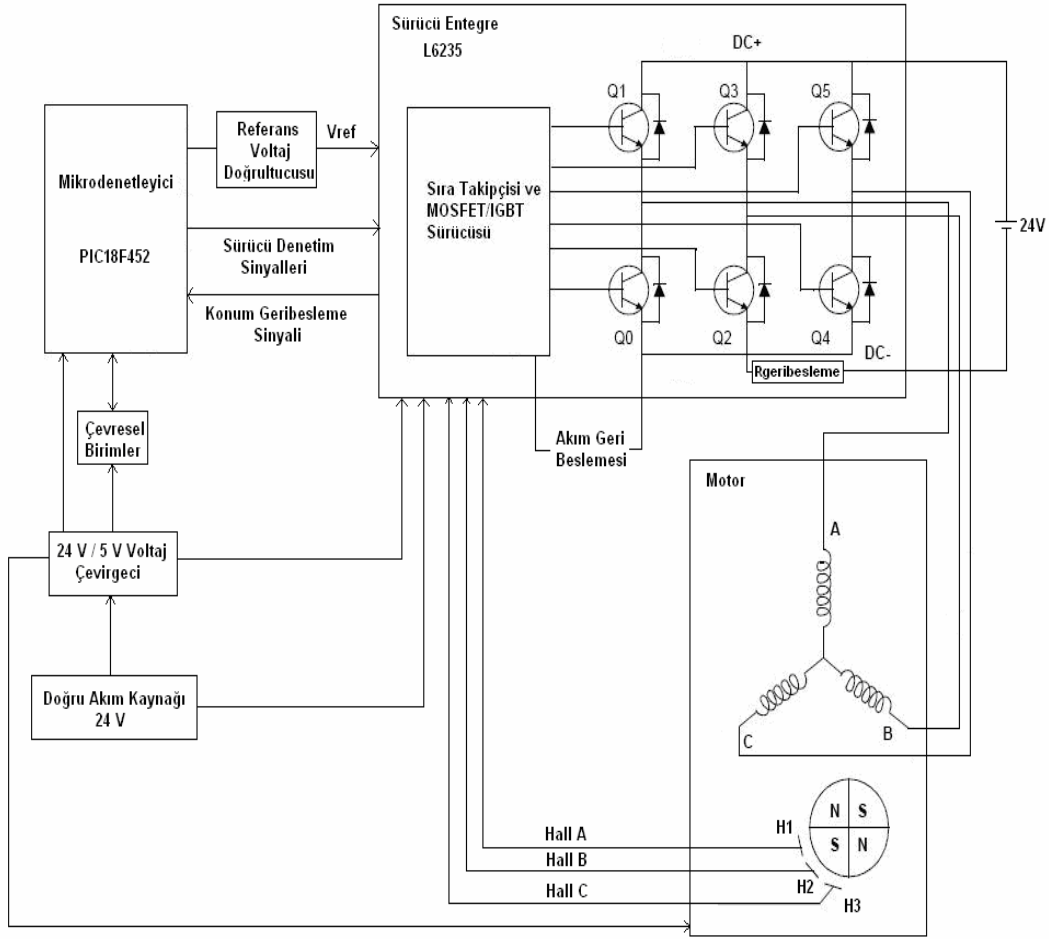 Sürücü Entegre
L6235
DC+
Q1
Q3
Q5
Mikrodenetleyici
PIC18F452
Referans
Voltaj
Doğrultucusu
Vref
Sıra Takipçisi ve
MOSFET/IGBT
Sürücüsü
Sürücü Denetim
Sinyalleri
Konum Geribesleme
Sinyali
24V
Q0
Q2
Q4
DC-
Rgeribesleme
Çevresel
Birimler
Akım Geri
Beslemesi
Motor
A
24 V / 5 V Voltaj
Çevirgeci
Doğru Akım Kaynağı
24 V
C
B
N
S
S
N
H1
H2
H3
Hall A
Hall B
Hall C